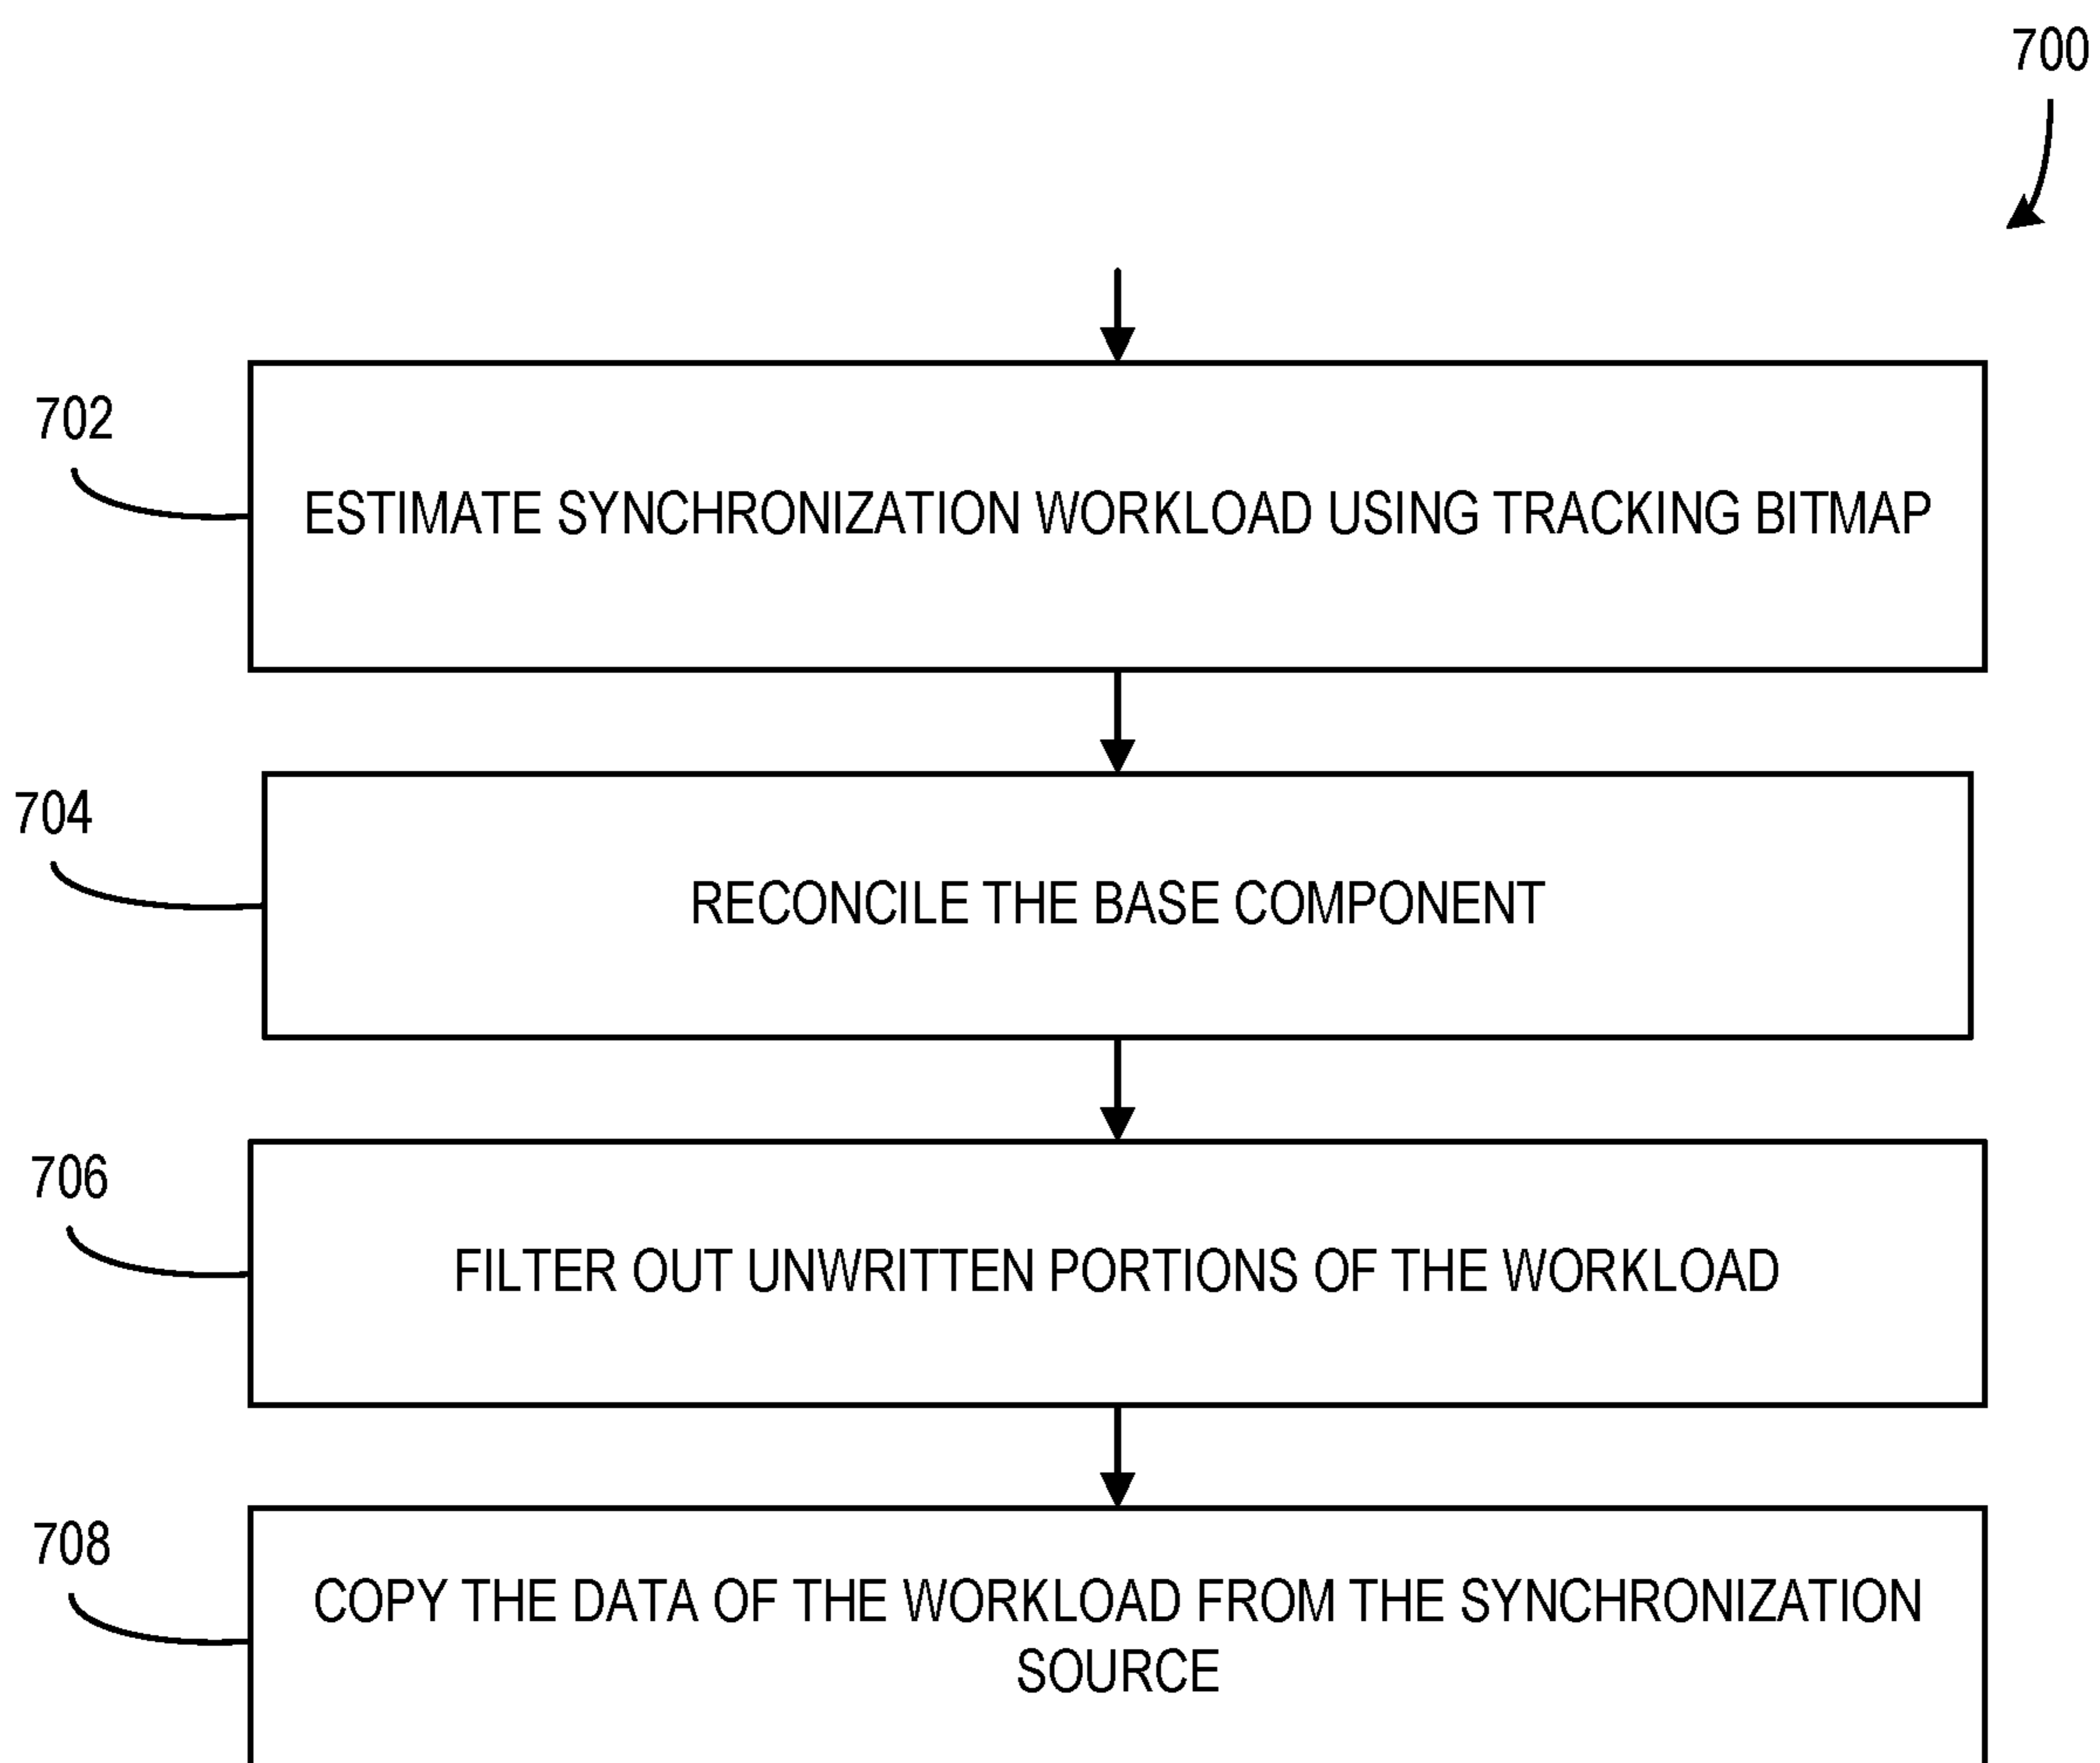 700
702
ESTIMATE SYNCHRONIZATION WORKLOAD USING TRACKING BITMAP
704
RECONCILE THE BASE COMPONENT
706
FILTER OUT UNWRITTEN PORTIONS OF THE WORKLOAD
708
COPY THE DATA OF THE WORKLOAD FROM THE SYNCHRONIZATION
SOURCE